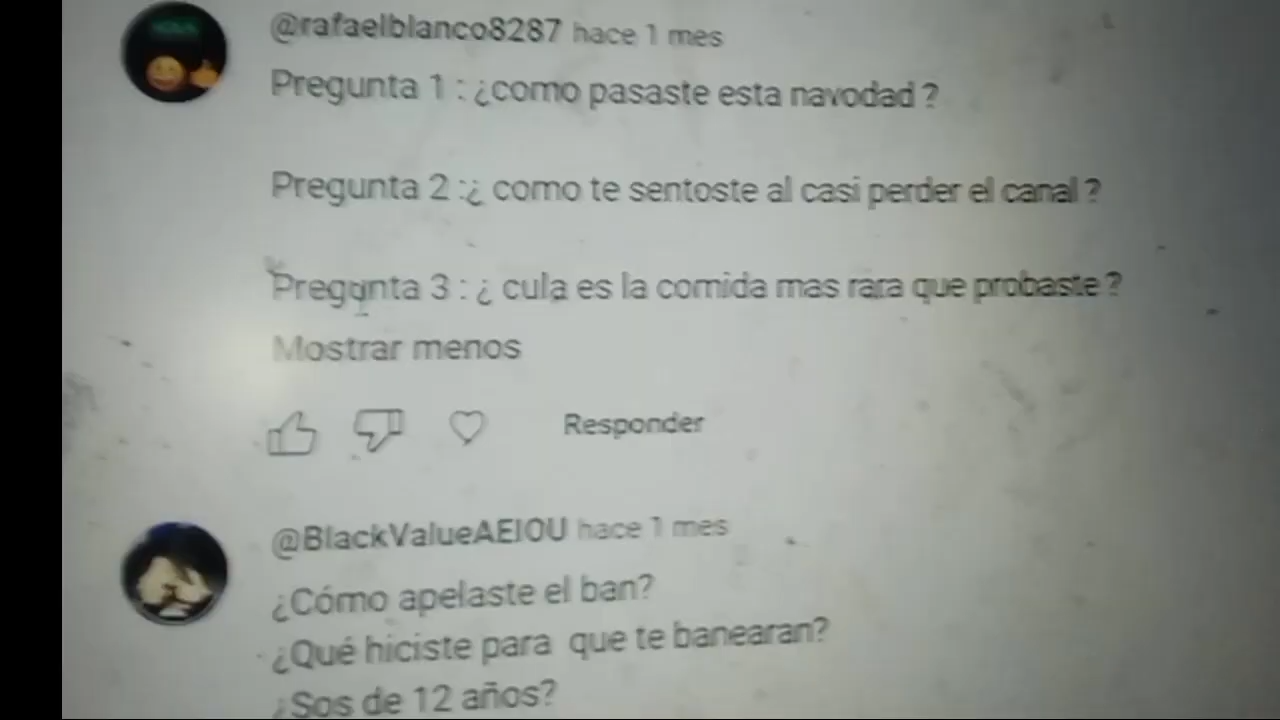 @rafaelblanco8287 hace 1 mes
Pregunta 1 : ¿como pasaste esta navodad ?
Pregunta 2 :¿ como te sentoste al casi perder el canal ?
Pregunta 3 : ¿ cula es la comida mas rara que probaste ?
Mostrar menos
Responder
@BlackValueAEIOU hace 1 mes
¿Cómo apelaste el ban?
¿Qué hiciste para que te banearan?
¿Sos de 12 años?